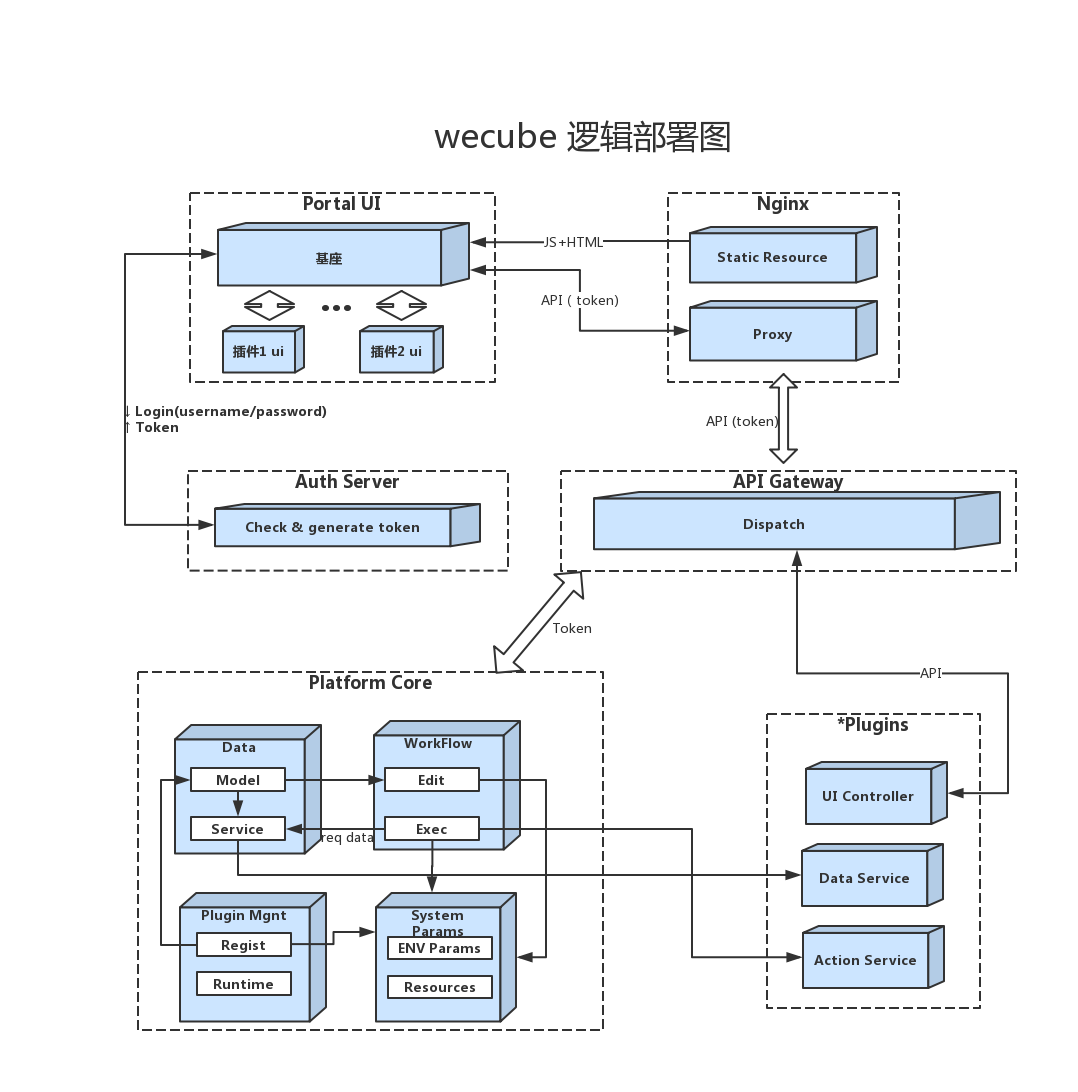 wecube 逻辑部署图
Portal UI
Nginx
基座
JS+HTML
Static Resource
API ( token)
Proxy
插件1 ui
插件2 ui
↓ Login(username/password)
↑ Token
API (token)
Auth Server
Check & generate token
API Gateway
Dispatch
Token
API
Platform Core
*Plugins
Data
WorkFlow
Model
Edit
Service
req data
Exec
UI Controller
Data Service
Action Service
Plugin Mgnt
Regist
Runtime
System
Params
ENV Params
Resources